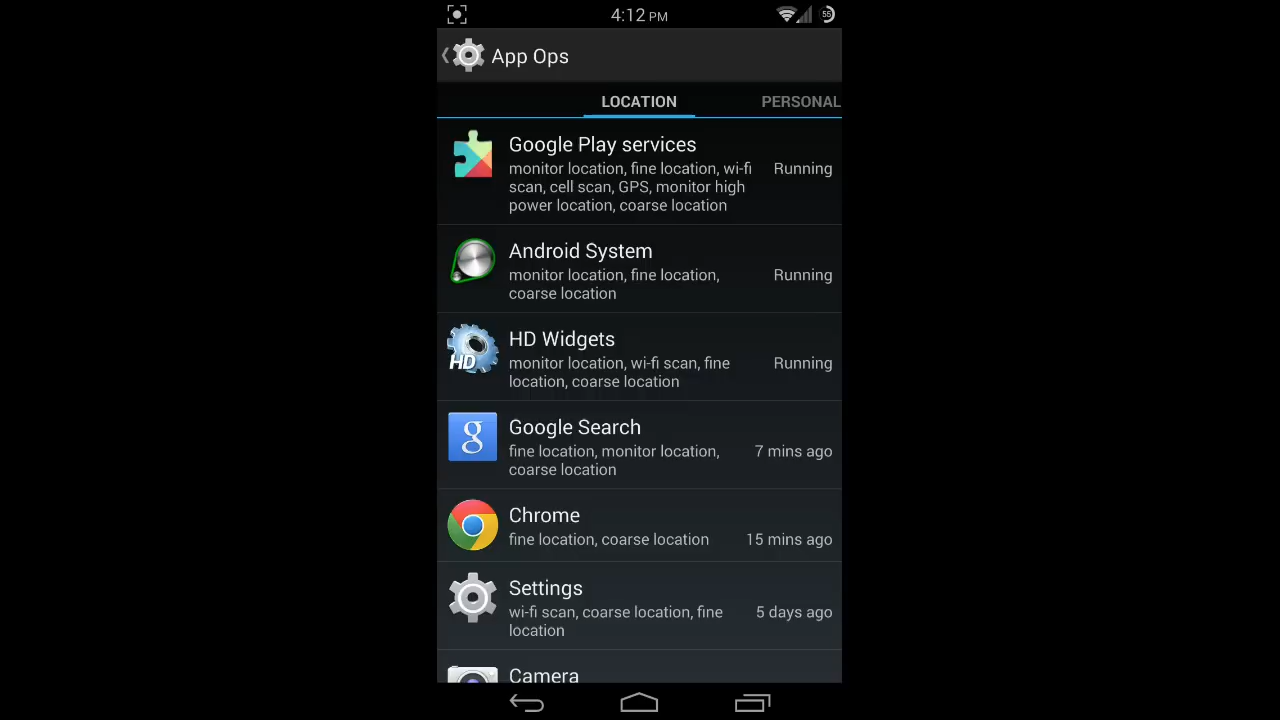 4:12 PM
55
App Ops
LOCATION
PERSONAL
Google Play services
monitor location, fine location, wi-fi
scan, cell scan, GPS, monitor high
power location, coarse location
Running
Android System
monitor location, fine location,
coarse location
Running
HD
HD Widgets
monitor location, wi-fi scan, fine
location, coarse location
Running
g
Google Search
fine location, monitor location,
coarse location
7 mins ago
Chrome
fine location, coarse location
15 mins ago
Settings
wi-fi scan, coarse location, fine
location
5 days ago
Camera